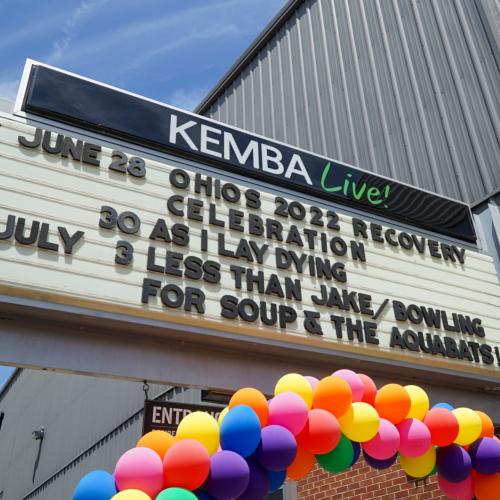 KEMBA Live!
JUNE 28 OHIOS 2022 RECOVERY
CELEBRATION
30 AS I LAY DYING
JULY 3 LESS THAN JAKE/BOWLING
FOR SOUP & THE AQUABATS!